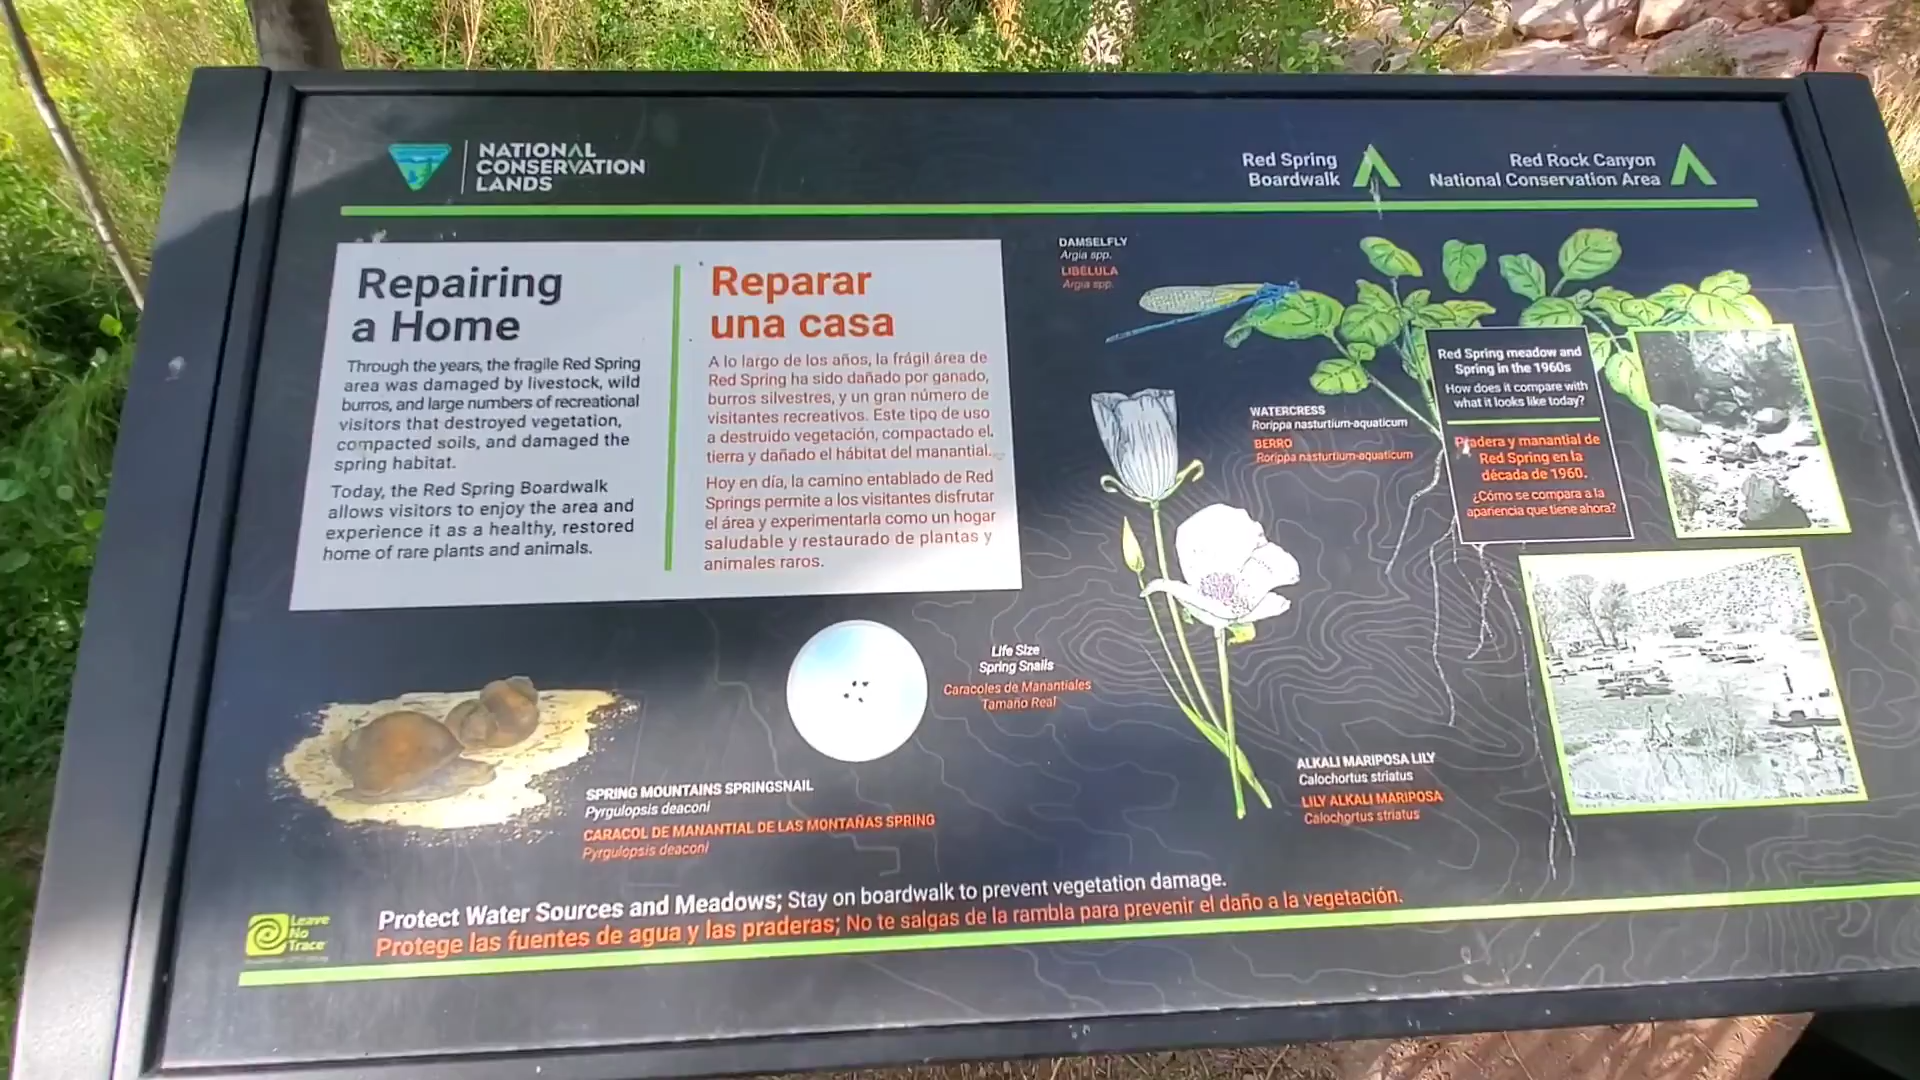 NATIONAL
CONSERVATION
LANDS
Red Spring
Boardwalk
Red Rock Canyon
National Conservation Area
Repairing
a Home
Through the years, the fragile Red Spring
area was damaged by livestock, wild
burros, and large numbers of recreational
visitors that destroyed vegetation,
compacted soils, and damaged the
spring habitat.
Today, the Red Spring Boardwalk
allows visitors to enjoy the area and
experience it as a healthy, restored
home of rare plants and animals.
Reparar
una casa
A lo largo de los años, la frágil área de
Red Spring ha sido dañado por ganado,
burros silvestres, y un gran número de
visitantes recreativos. Este tipo de uso
a destruido vegetación, compactado el
tierra y dañado el hábitat del manantial.
Hoy en día, la camino entablado de Red
Springs permite a los visitantes disfrutar
el área y experimentarla como un hogar
saludable y restaurado de plantas y
animales raros.
DAMSELFLY
Argia spp.
LIBÉLULA
Argia spp.
WATERCRESS
Rorippa nasturtium-aquaticum
BERRO
Rorippa nasturtium-aquaticum
Red Spring meadow and
Spring in the 1960s
How does it compare with
what it looks like today?
Pradera y manantial de
Red Spring en la
década de 1960.
¿Cómo se compara a la
apariencia que tiene ahora?
Life Size
Spring Snails
Caracoles de Manantiales
Tamaño Real
SPRING MOUNTAINS SPRINGSNAIL
Pyrgulopsis deaconi
CARACOL DE MANANTIAL DE LAS MONTAÑAS SPRING
Pyrgulopsis deaconi
ALKALI MARIPOSA LILY
Calochortus striatus
LILY ALKALI MARIPOSA
Calochortus striatus
Leave
No
Trace
Protect Water Sources and Meadows; Stay on boardwalk to prevent vegetation damage.
Protege las fuentes de agua y las praderas; No te salgas de la rambla para prevenir el daño a la vegetación.